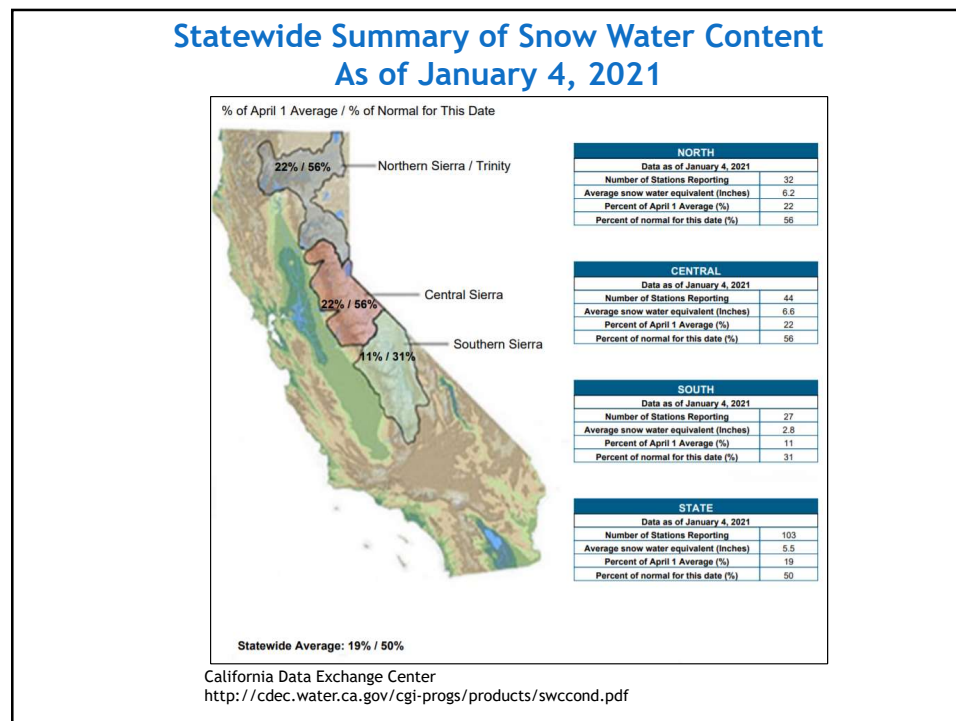 Statewide Summary of Snow Water Content
As of January 4, 2021
% of April 1 Average / % of Normal for This Date
22% / 56%
Northern Sierra / Trinity
22% / 56%
Central Sierra
11% / 31%
Southern Sierra
NORTH
Data as of January 4, 2021
Number of Stations Reporting 32
Average snow water equivalent (Inches) 6.2
Percent of April 1 Average (%) 22
Percent of normal for this date (%) 56
CENTRAL
Data as of January 4, 2021
Number of Stations Reporting 44
Average snow water equivalent (Inches) 6.6
Percent of April 1 Average (%) 22
Percent of normal for this date (%) 56
SOUTH
Data as of January 4, 2021
Number of Stations Reporting 27
Average snow water equivalent (Inches) 2.8
Percent of April 1 Average (%) 11
Percent of normal for this date (%) 31
STATE
Data as of January 4, 2021
Number of Stations Reporting 103
Average snow water equivalent (Inches) 5.5
Percent of April 1 Average (%) 19
Percent of normal for this date (%) 50
Statewide Average: 19% / 50%
California Data Exchange Center
http://cdec.water.ca.gov/cgi-progs/products/swccond.pdf